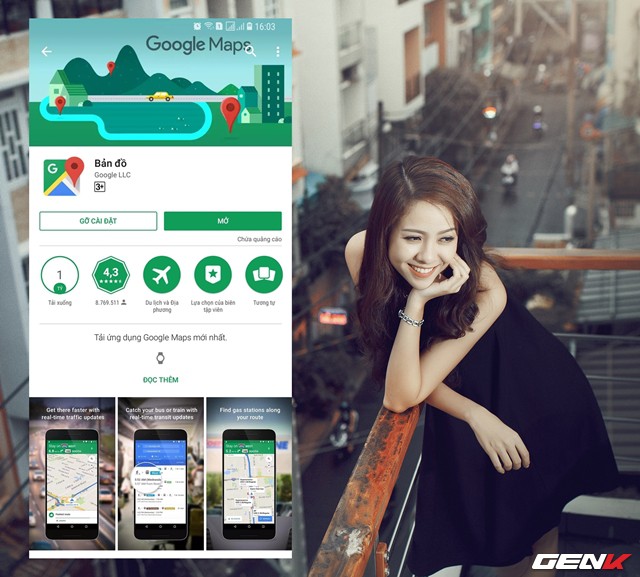 16:03
Google Maps
Bản đồ
Google LLC
3+
GỠ CÀI ĐẶT
MỞ
Chứa quảng cáo
1
TỶ
4,3
Tải xuống
8.769.511
Du lịch và Địa phương
Lựa chọn của biên tập viên
Tương tự
Tải ứng dụng Google Maps mới nhất.
ĐỌC THÊM
Get there faster with
real-time traffic updates
Catch your bus or train with
real-time transit updates
Find gas stations along
your route
GENK